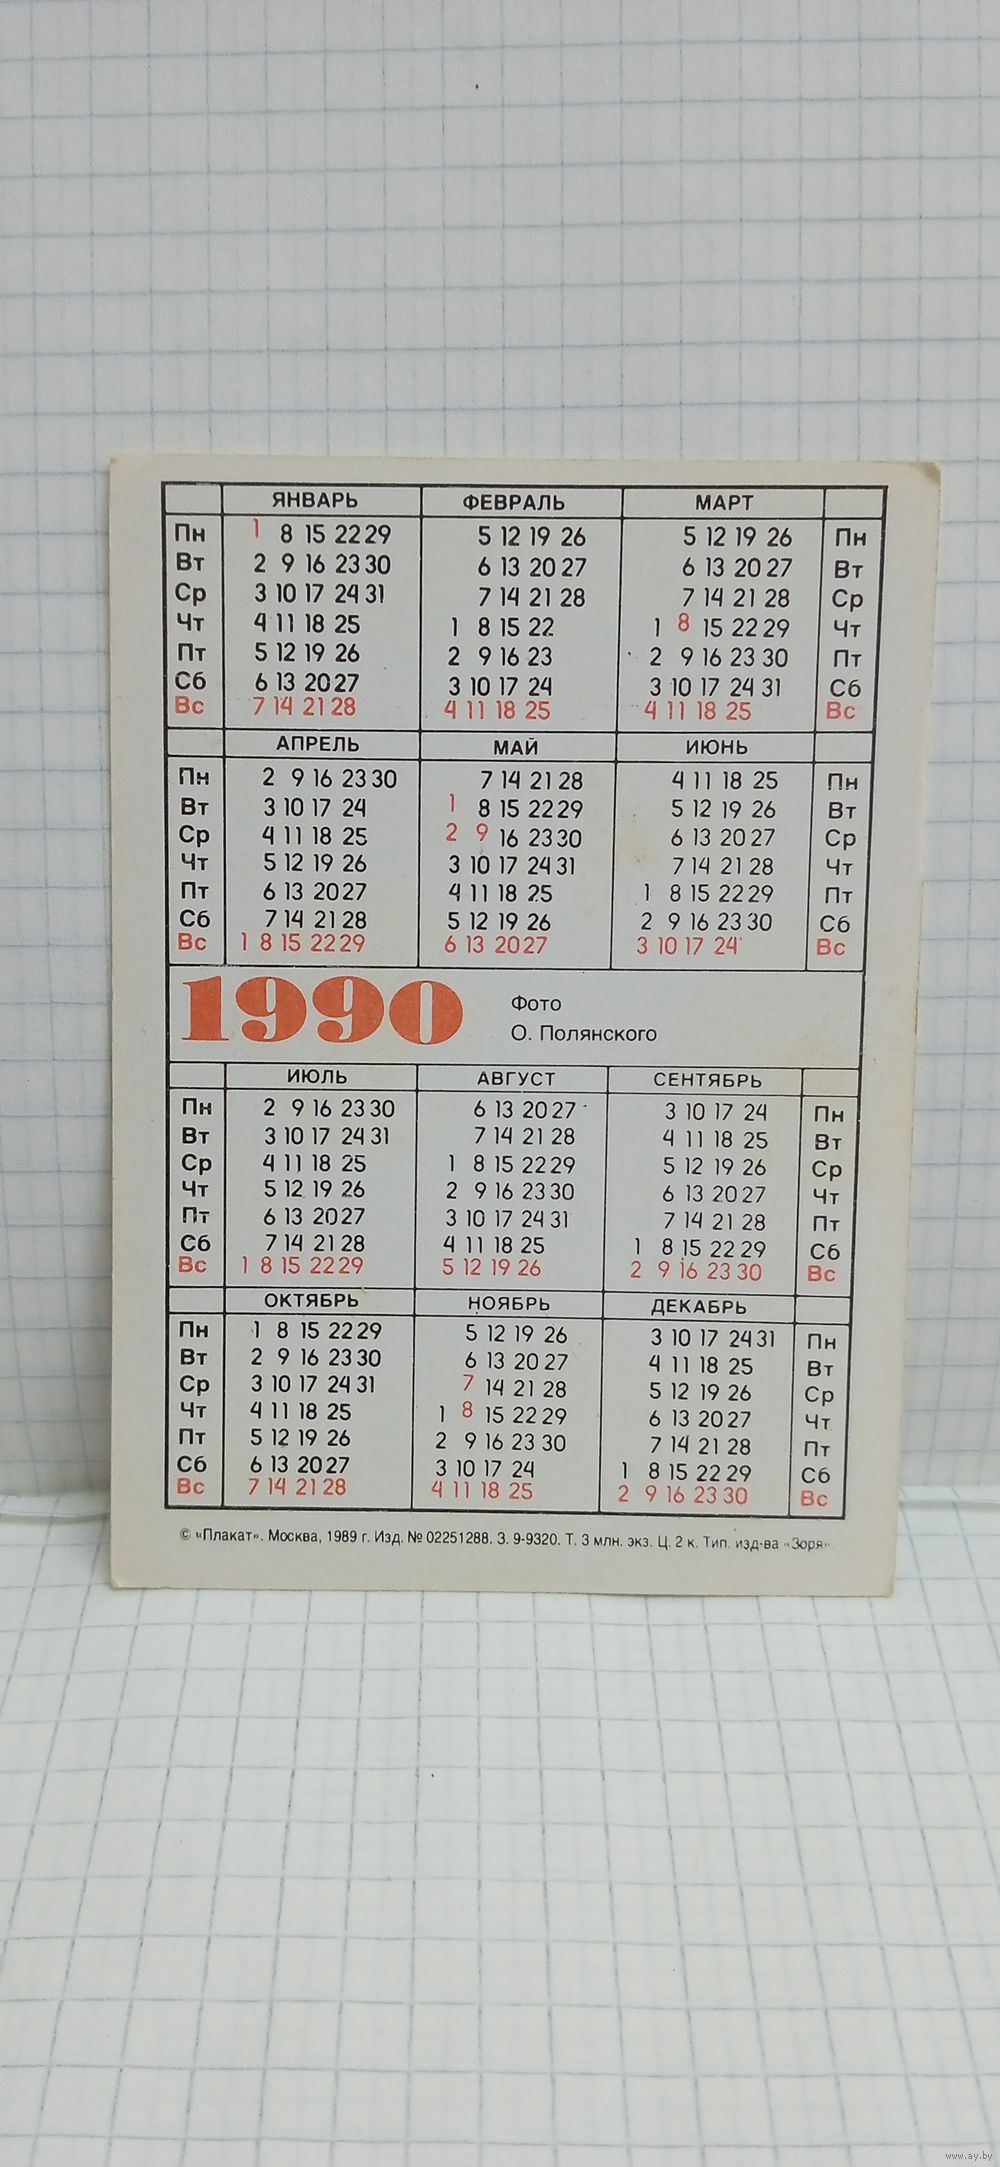 ЯНВАРЬ ФЕВРАЛЬ МАРТ
Пн 1 8 15 22 29 5 12 19 26 5 12 19 26 Пн
Вт 2 9 16 23 30 6 13 20 27 6 13 20 27 Вт
Ср 3 10 17 24 31 7 14 21 28 7 14 21 28 Ср
Чт 4 11 18 25 1 8 15 22 1 8 15 22 29 Чт
Пт 5 12 19 26 2 9 16 23 2 9 16 23 30 Пт
Сб 6 13 20 27 3 10 17 24 3 10 17 24 31 Сб
Вс 7 14 21 28 4 11 18 25 4 11 18 25 Вс
АПРЕЛЬ МАЙ ИЮНЬ
Пн 2 9 16 23 30 7 14 21 28 4 11 18 25 Пн
Вт 3 10 17 24 1 8 15 22 29 5 12 19 26 Вт
Ср 4 11 18 25 2 9 16 23 30 6 13 20 27 Ср
Чт 5 12 19 26 3 10 17 24 31 7 14 21 28 Чт
Пт 6 13 20 27 4 11 18 25 1 8 15 22 29 Пт
Сб 7 14 21 28 5 12 19 26 2 9 16 23 30 Сб
Вс 1 8 15 22 29 6 13 20 27 3 10 17 24 Вс
1990 Фото
О. Полянского
ИЮЛЬ АВГУСТ СЕНТЯБРЬ
Пн 2 9 16 23 30 6 13 20 27 3 10 17 24 Пн
Вт 3 10 17 24 31 7 14 21 28 4 11 18 25 Вт
Ср 4 11 18 25 1 8 15 22 29 5 12 19 26 Ср
Чт 5 12 19 26 2 9 16 23 30 6 13 20 27 Чт
Пт 6 13 20 27 3 10 17 24 31 7 14 21 28 Пт
Сб 7 14 21 28 4 11 18 25 1 8 15 22 29 Сб
Вс 1 8 15 22 29 5 12 19 26 2 9 16 23 30 Вс
ОКТЯБРЬ НОЯБРЬ ДЕКАБРЬ
Пн 1 8 15 22 29 5 12 19 26 3 10 17 24 31 Пн
Вт 2 9 16 23 30 6 13 20 27 4 11 18 25 Вт
Ср 3 10 17 24 31 7 14 21 28 5 12 19 26 Ср
Чт 4 11 18 25 1 8 15 22 29 6 13 20 27 Чт
Пт 5 12 19 26 2 9 16 23 30 7 14 21 28 Пт
Сб 6 13 20 27 3 10 17 24 1 8 15 22 29 Сб
Вс 7 14 21 28 4 11 18 25 2 9 16 23 30 Вс
© «Плакат». Москва, 1989 г. Изд. № 02251288. З. 9-9320. Т. 3 млн. экз. Ц. 2 к. Тип. изд-ва «Зоря»
www.ay.by